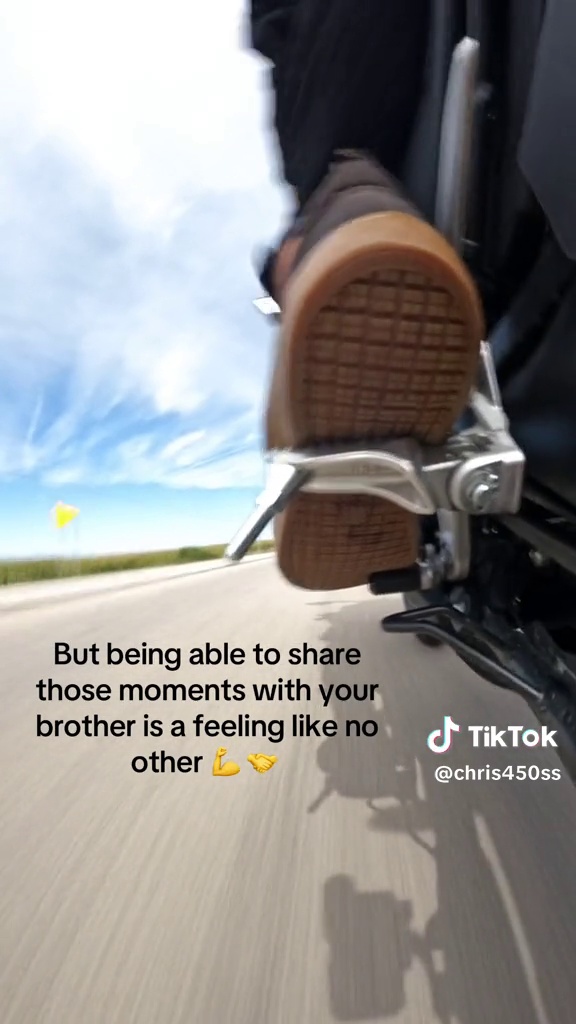 But being able to share
those moments with your
brother is a feeling like no
other 💪🤝
TikTok
@chris450ss